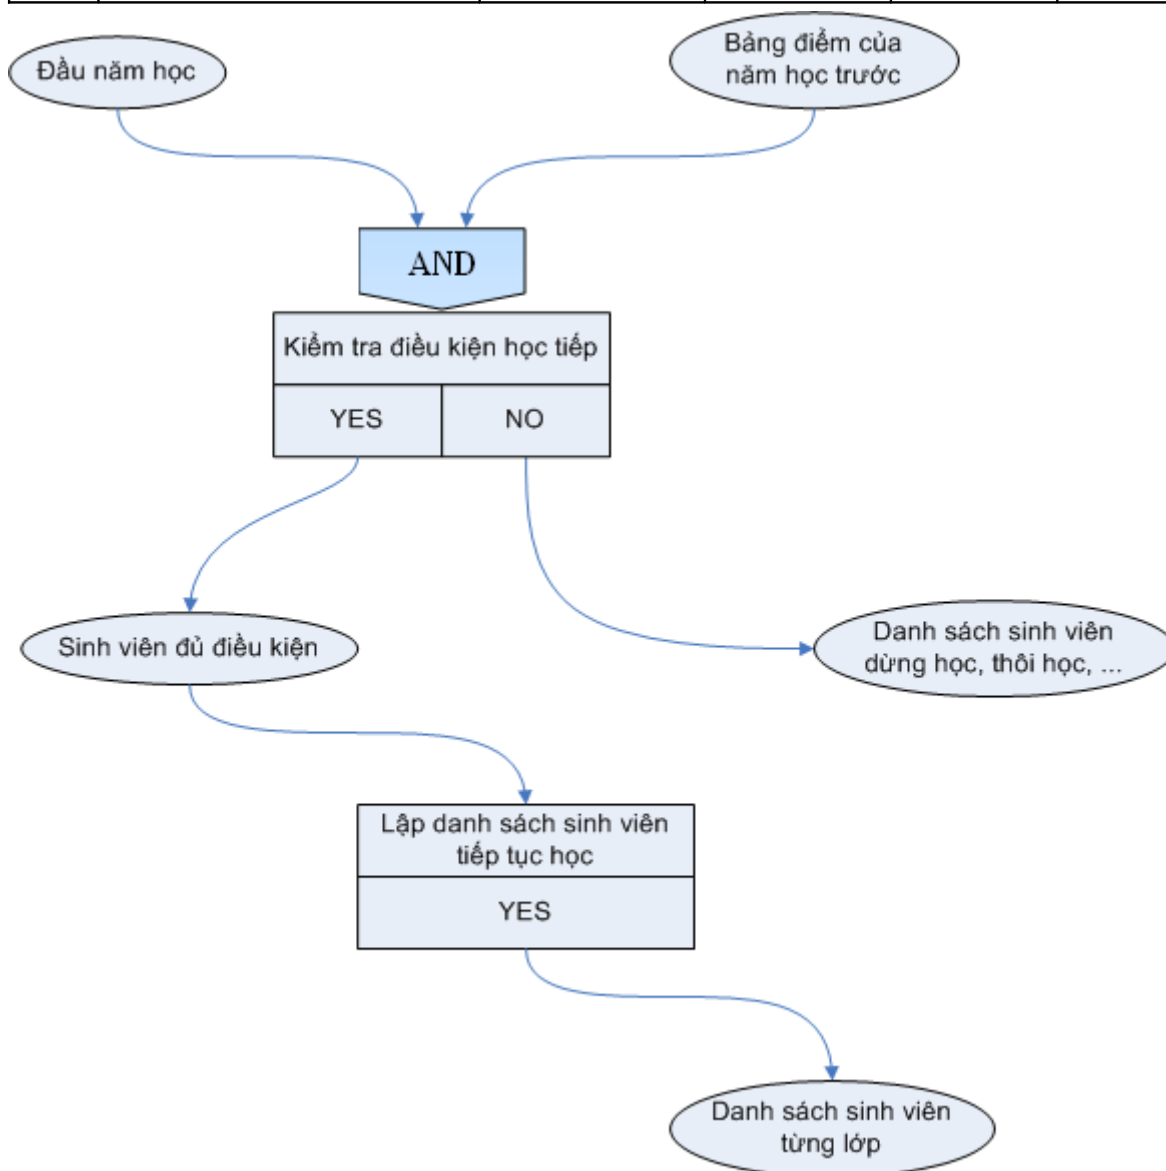 Đầu năm học
Bảng điểm của
năm học trước
AND
Kiểm tra điều kiện học tiếp
YES
NO
Sinh viên đủ điều kiện
Danh sách sinh viên
dừng học, thôi học, ...
Lập danh sách sinh viên
tiếp tục học
YES
Danh sách sinh viên
từng lớp